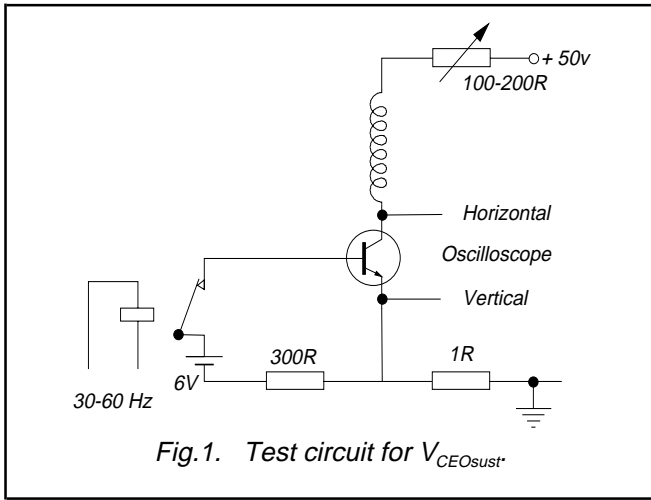 + 50v
100-200R
Horizontal
Oscilloscope
Vertical
300R
1R
6V
30-60 Hz
Fig.1. Test circuit for VCEOsust.